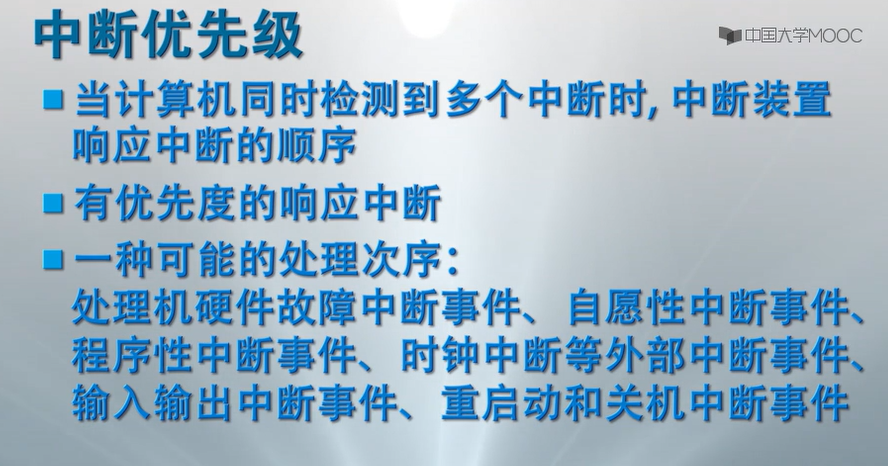 中断优先级
中国大学MOOC
当计算机同时检测到多个中断时, 中断装置
响应中断的顺序
有优先度的响应中断
一种可能的处理次序：
处理机硬件故障中断事件、自愿性中断事件、
程序性中断事件、时钟中断等外部中断事件、
输入输出中断事件、重启动和关机中断事件